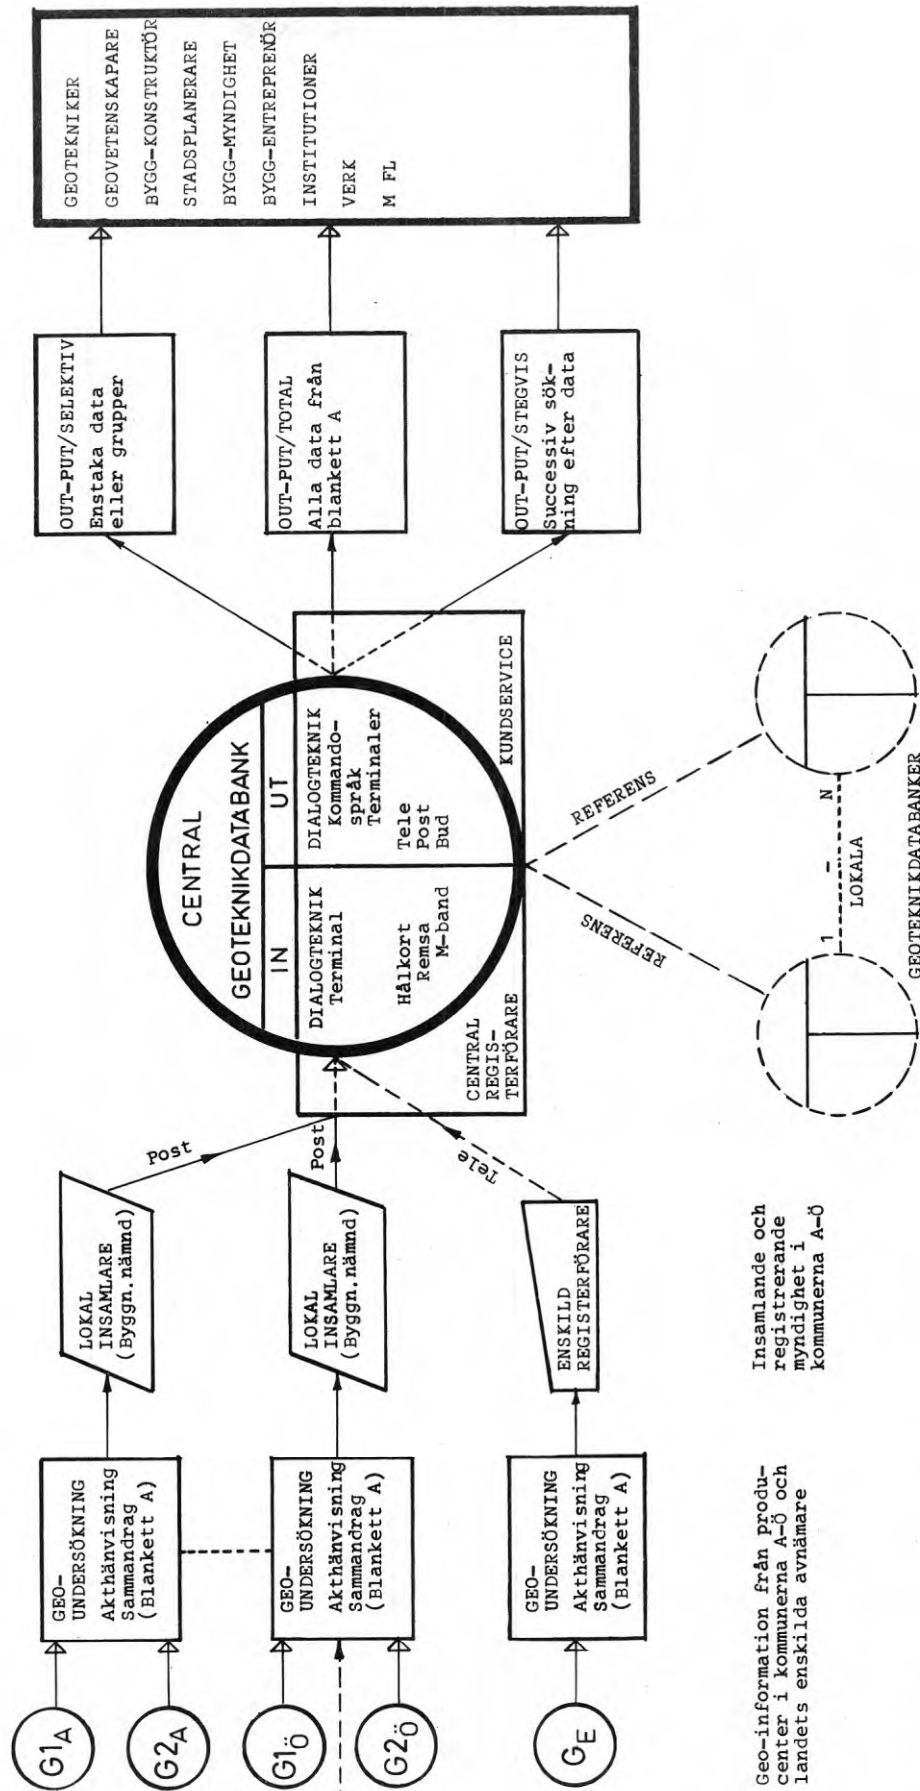 G1A
G2A
G1Ö
G2Ö
GE
GEO-
UNDERSÖKNING
Akthänvisning
Sammandrag
(Blankett A)
GEO-
UNDERSÖKNING
Akthänvisning
Sammandrag
(Blankett A)
GEO-
UNDERSÖKNING
Akthänvisning
Sammandrag
(Blankett A)
LOKAL
INSAMLARE
(Byggn.nämnd)
LOKAL
INSAMLARE
(Byggn.nämnd)
ENSKILD
REGISTERFÖRARE
Post
Post
Tele
CENTRAL
GEOTEKNIKDATABANK
IN
UT
DIALOGTEKNIK
Terminal
Hålkort
Remsa
M-band
DIALOGTEKNIK
Kommando-
språk
Terminaler
Tele
Post
Bud
CENTRAL
REGIS-
TERFÖRARE
KUNDSERVICE
REFERENS
REFERENS
1 - N
LOKALA
GEOTEKNIKDATABANKER
OUT-PUT/SELEKTIV
Enstaka data
eller grupper
OUT-PUT/TOTAL
Alla data från
blankett A
OUT-PUT/STEGVIS
Successiv sök-
ning efter data
GEOTEKNIKER
GEOVETENSKAPARE
BYGG-KONSTRUKTÖR
STADSPLANERARE
BYGG-MYNDIGHET
BYGG-ENTREPRENÖR
INSTITUTIONER
VERK
M FL
Geo-information från produ-
center i kommunerna A-Ö och
landets enskilda avnämare
Insamlande och
registrerande
myndighet i
kommunerna A-Ö